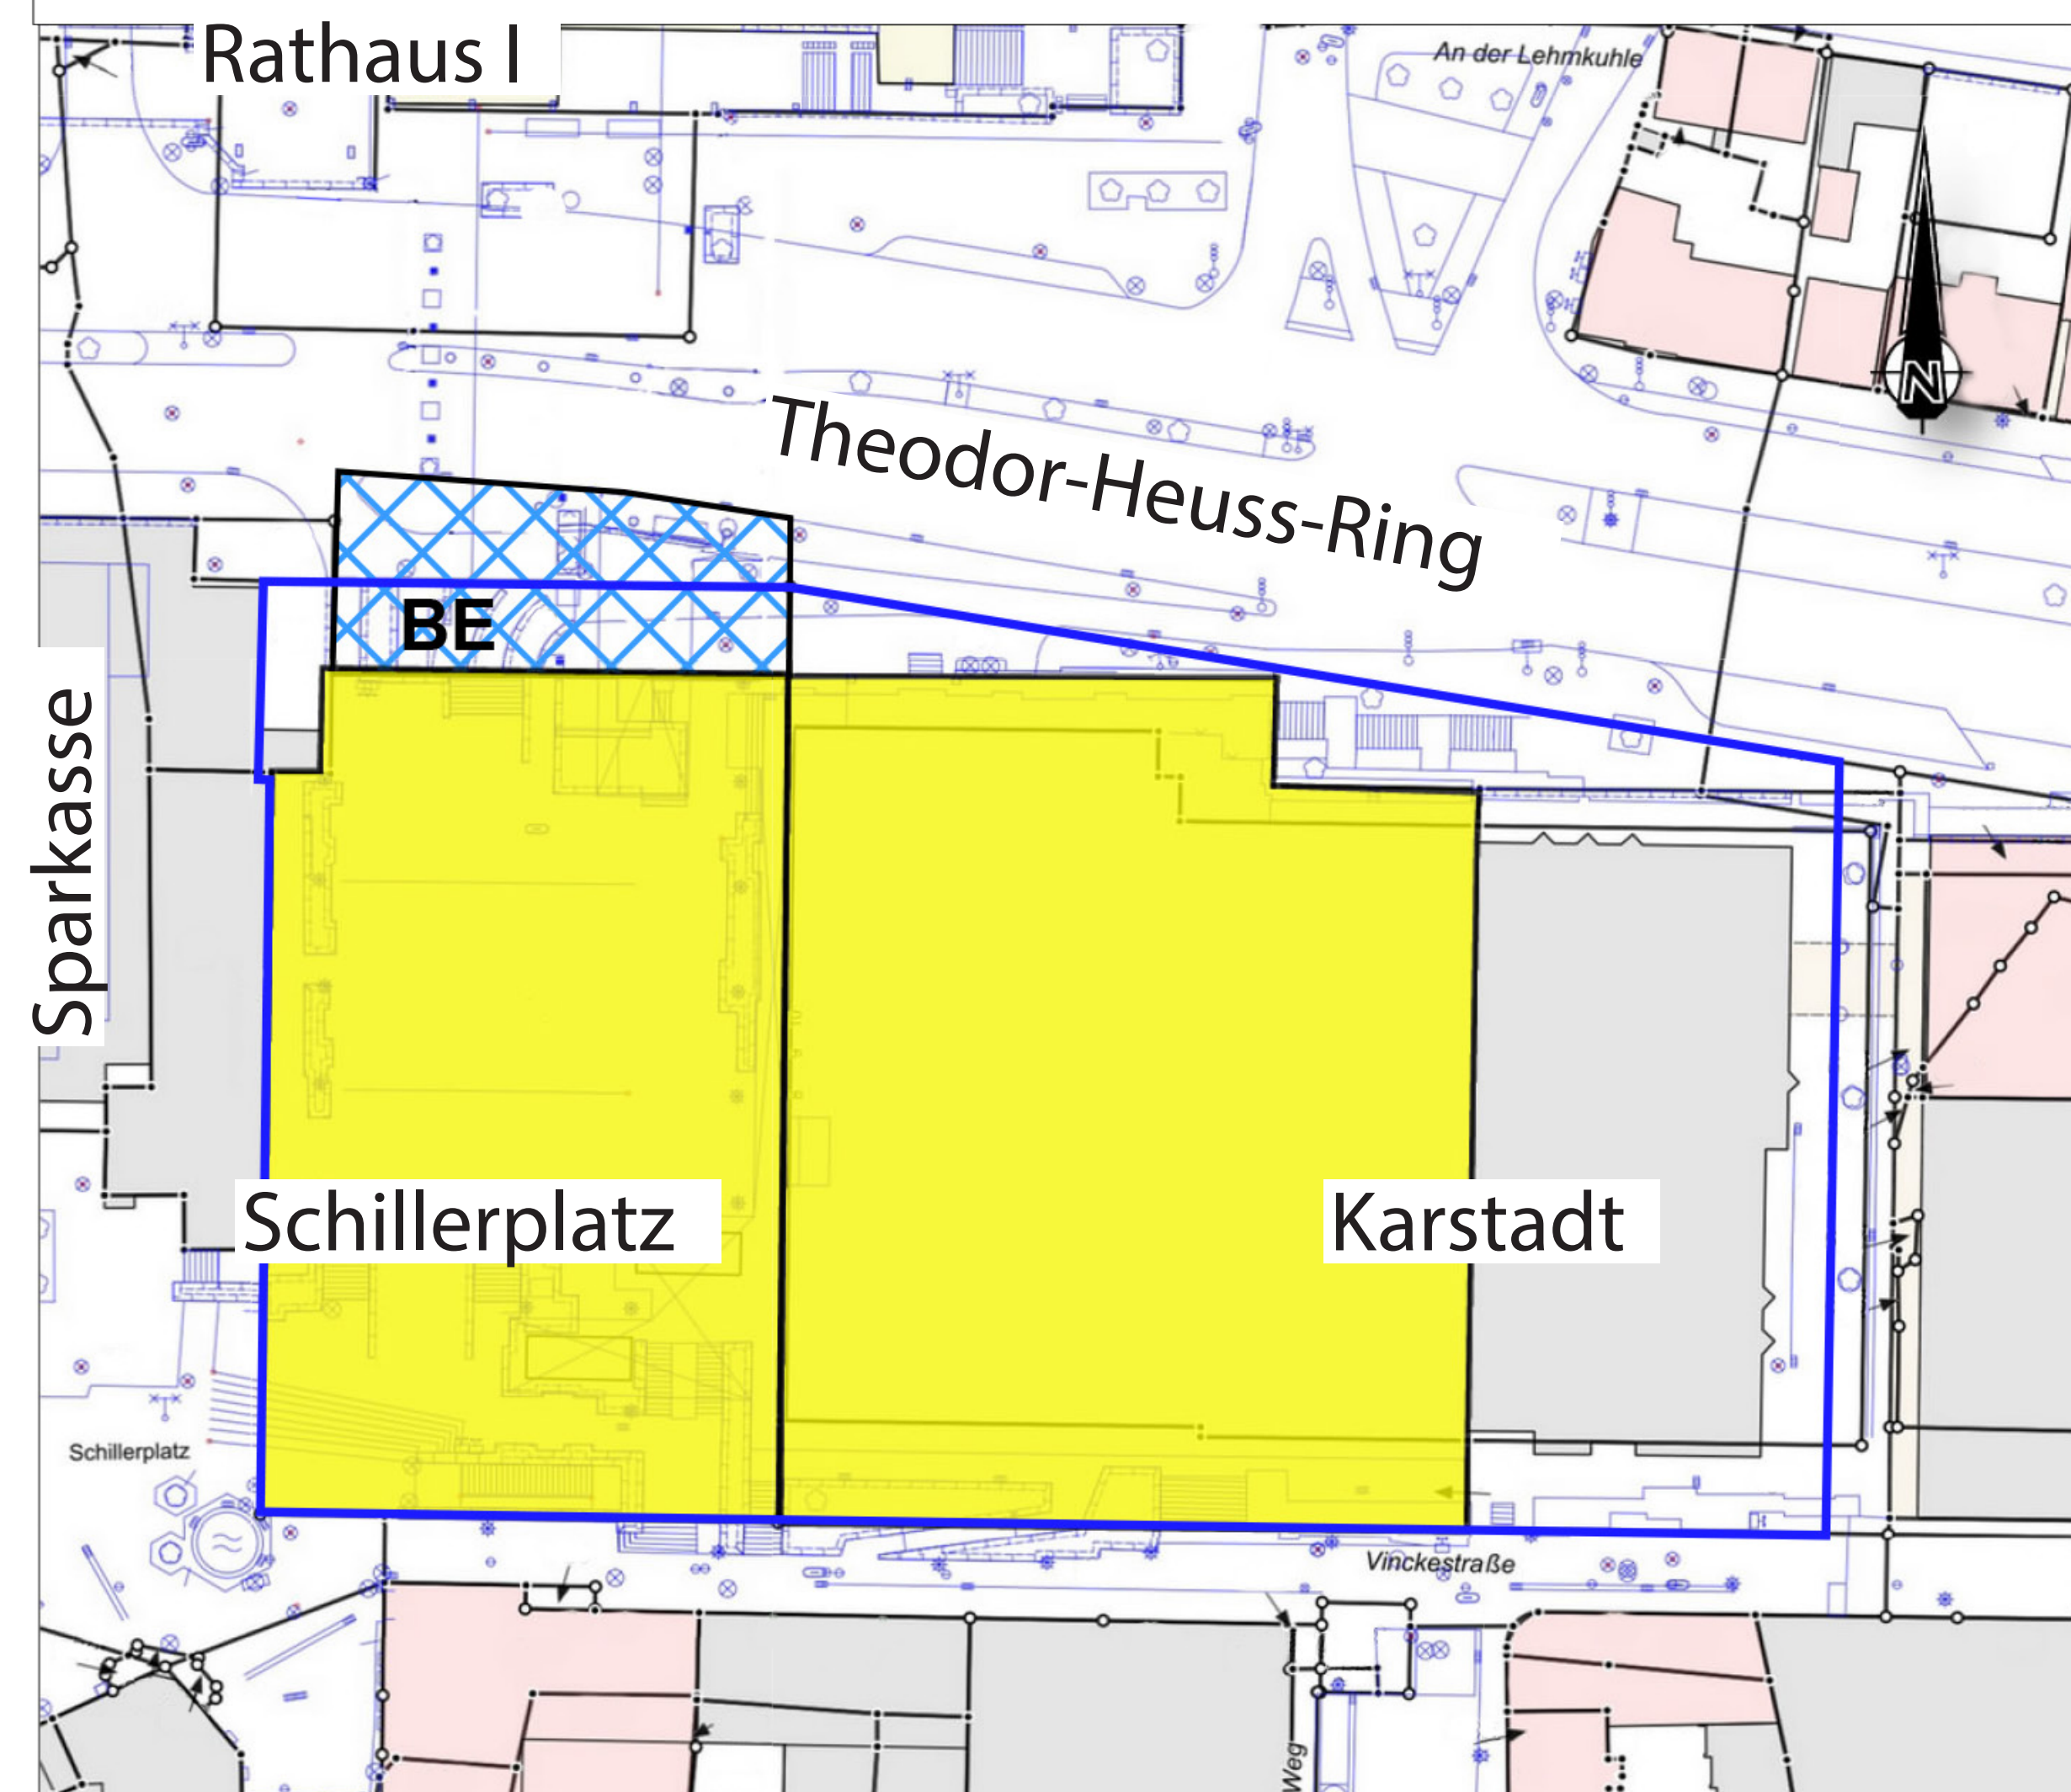 Rathaus I
An der Lehmkuhle
N
Theodor-Heuss-Ring
BE
Sparkasse
Schillerplatz
Karstadt
Schillerplatz
Vinckestraße
Weg